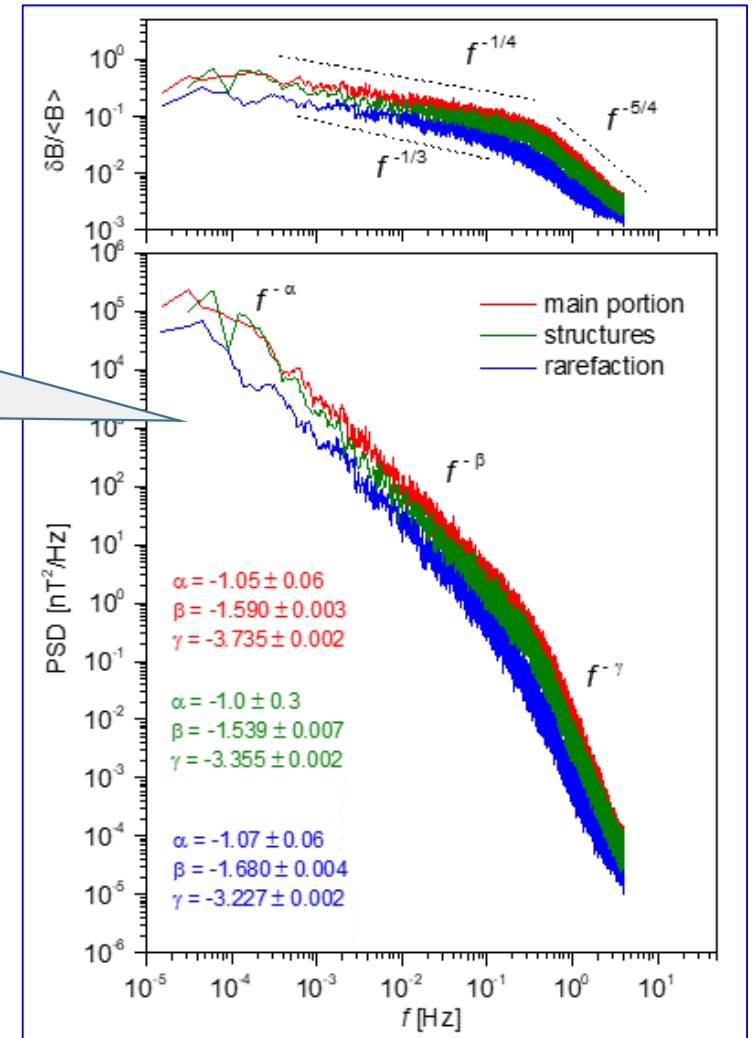 10⁰
10⁻¹
10⁻²
10⁻³
δB/<B>
f⁻¹/⁴
f⁻⁵/⁴
f⁻¹/³
10⁶
10⁵
10⁴
10³
10²
10¹
10⁰
10⁻¹
10⁻²
10⁻³
10⁻⁴
10⁻⁵
10⁻⁶
PSD [nT²/Hz]
f⁻ᵅ
main portion
structures
rarefaction
f⁻ᵝ
α = -1.05 ± 0.06
β = -1.590 ± 0.003
γ = -3.735 ± 0.002
f⁻ᵞ
α = -1.0 ± 0.3
β = -1.539 ± 0.007
γ = -3.355 ± 0.002
α = -1.07 ± 0.06
β = -1.680 ± 0.004
γ = -3.227 ± 0.002
10⁻⁵ 10⁻⁴ 10⁻³ 10⁻² 10⁻¹ 10⁰ 10¹
f [Hz]